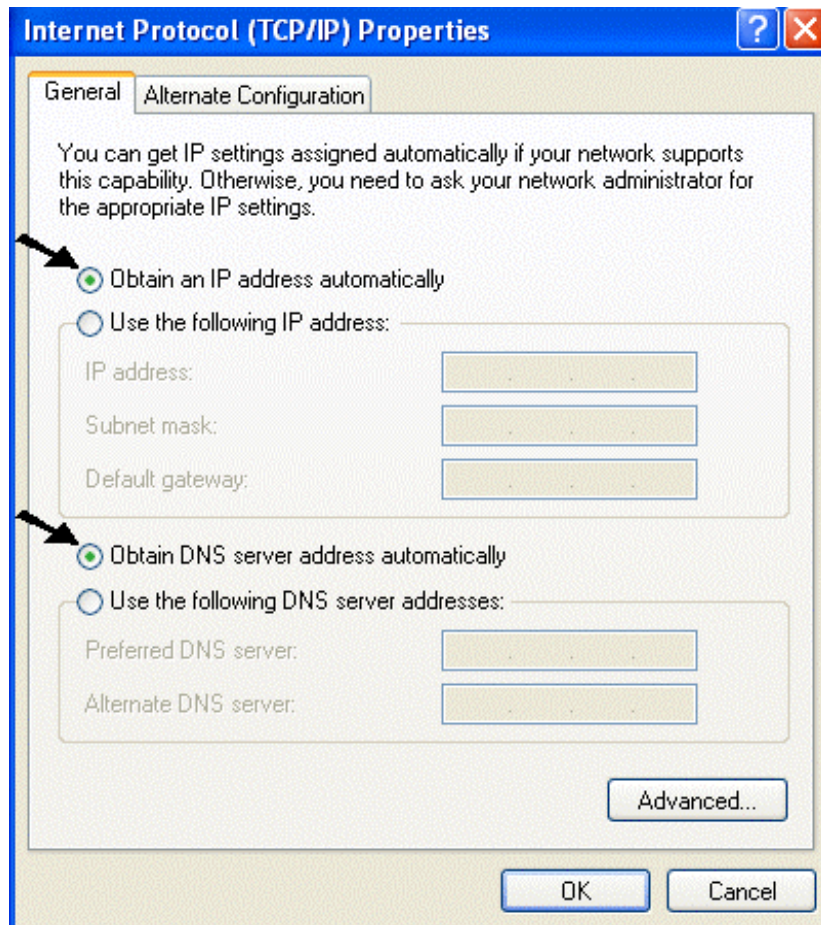 Internet Protocol (TCP/IP) Properties
General
Alternate Configuration
You can get IP settings assigned automatically if your network supports
this capability. Otherwise, you need to ask your network administrator for
the appropriate IP settings.
Obtain an IP address automatically
Use the following IP address:
IP address:
Subnet mask:
Default gateway:
Obtain DNS server address automatically
Use the following DNS server addresses:
Preferred DNS server:
Alternate DNS server:
Advanced...
OK
Cancel